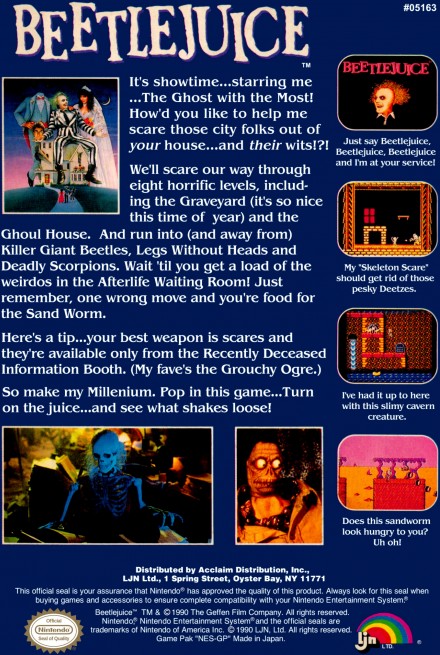 BEETLEJUICE
TM
#05163
It's showtime...starring me
...The Ghost with the Most!
How'd you like to help me
scare those city folks out of
your house...and their wits!?!
We'll scare our way through
eight horrific levels, includ-
ing the Graveyard (it's so nice
this time of year) and the
Ghoul House. And run into (and away from)
Killer Giant Beetles, Legs Without Heads and
Deadly Scorpions. Wait 'til you get a load of the
weirdos in the Afterlife Waiting Room! Just
remember, one wrong move and you're food for
the Sand Worm.
Here's a tip...your best weapon is scares and
they're available only from the Recently Deceased
Information Booth. (My fave's the Grouchy Ogre.)
So make my Millenium. Pop in this game...Turn
on the juice...and see what shakes loose!
BEETLEJUICE
Just say Beetlejuice,
Beetlejuice, Beetlejuice
and I'm at your service!
My "Skeleton Scare"
should get rid of those
pesky Deetzes.
I've had it up to here
with this slimy cavern
creature.
Does this sandworm
look hungry to you?
Uh oh!
Distributed by Acclaim Distribution, Inc.,
LJN Ltd., 1 Spring Street, Oyster Bay, NY 11771
This official seal is your assurance that Nintendo® has approved the quality of this product. Always look for this seal when
buying games and accessories to ensure complete compatibility with your Nintendo Entertainment System.®
Beetlejuice™ TM & © 1990 The Geffen Film Company. All rights reserved.
Nintendo® Nintendo Entertainment System® and the official seals are
trademarks of Nintendo of America Inc. © 1990 LJN, Ltd. All rights reserved.
Game Pak "NES-GP" Made in Japan.
Official
Nintendo
Seal of Quality
LJN
LTD.
®